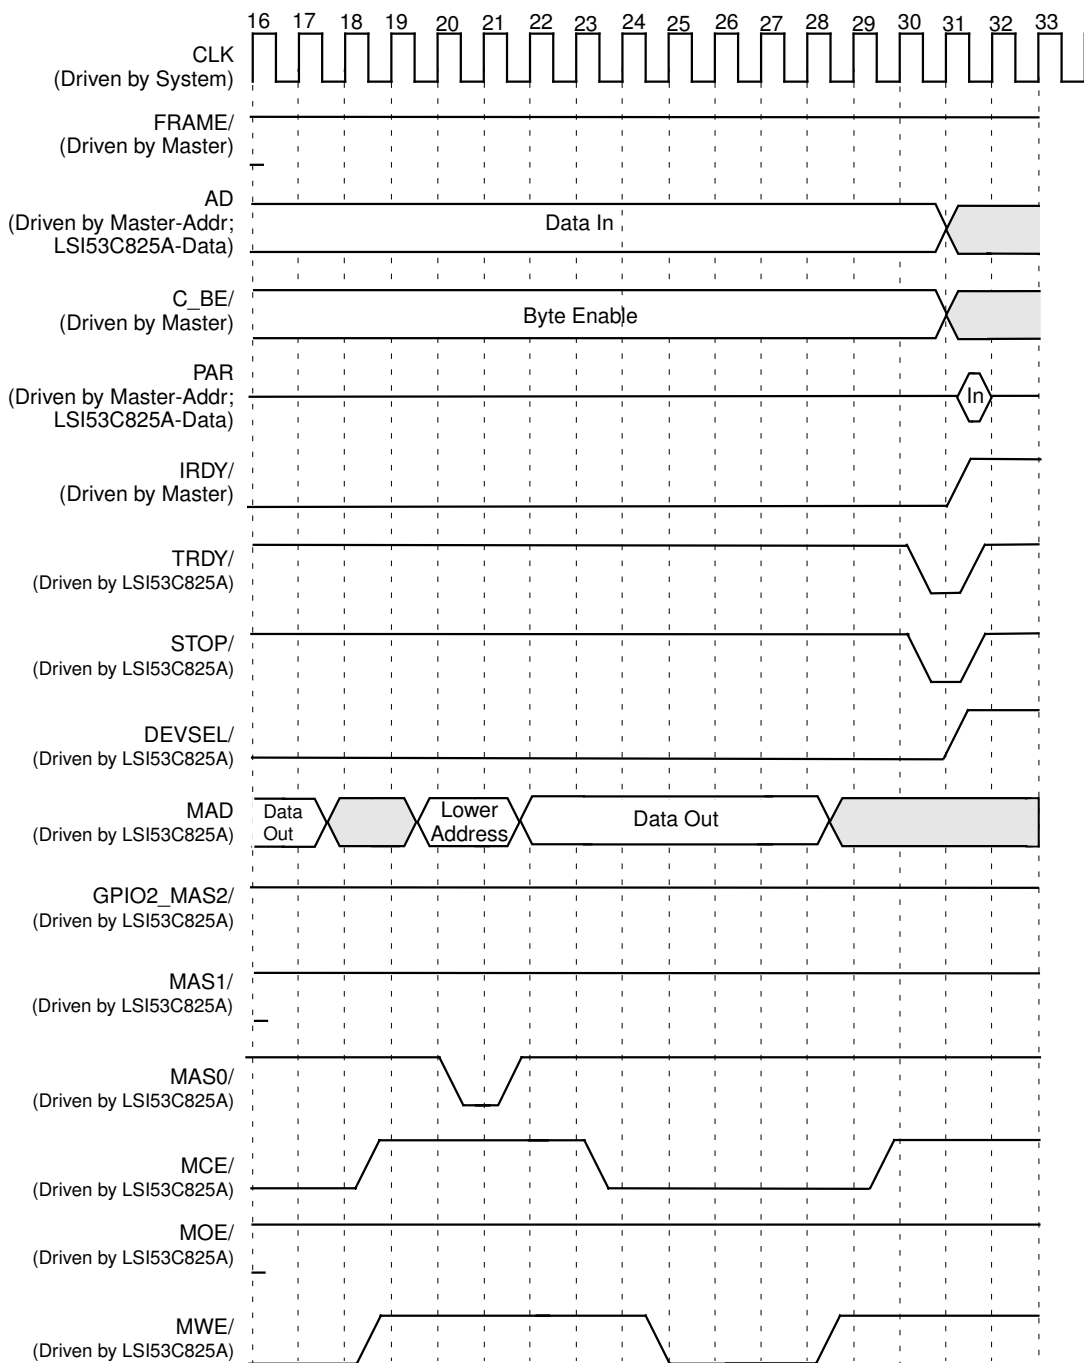 16 17 18 19 20 21 22 23 24 25 26 27 28 29 30 31 32 33
CLK
(Driven by System)
FRAME/
(Driven by Master)
AD
(Driven by Master-Addr;
LSI53C825A-Data)
Data In
C_BE/
(Driven by Master)
Byte Enable
PAR
(Driven by Master-Addr;
LSI53C825A-Data)
In
IRDY/
(Driven by Master)
TRDY/
(Driven by LSI53C825A)
STOP/
(Driven by LSI53C825A)
DEVSEL/
(Driven by LSI53C825A)
MAD
(Driven by LSI53C825A)
Data
Out
Lower
Address
Data Out
GPIO2_MAS2/
(Driven by LSI53C825A)
MAS1/
(Driven by LSI53C825A)
MAS0/
(Driven by LSI53C825A)
MCE/
(Driven by LSI53C825A)
MOE/
(Driven by LSI53C825A)
MWE/
(Driven by LSI53C825A)